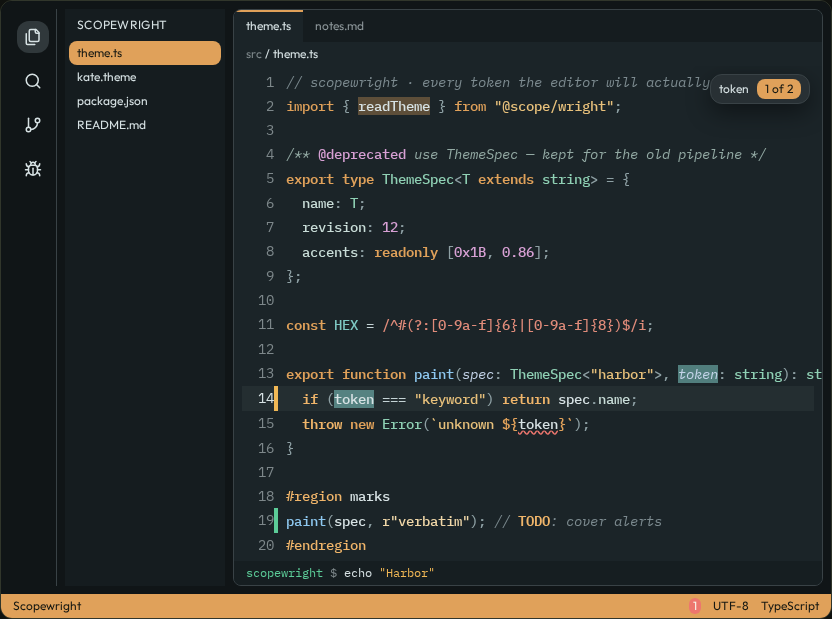 SCOPEWRIGHT
theme.ts
kate.theme
package.json
README.md
theme.ts notes.md
src / theme.ts
token 1 of 2
1 // scopewright · every token the editor will actually
2 import { readTheme } from "@scope/wright";
3
4 /** @deprecated use ThemeSpec — kept for the old pipeline */
5 export type ThemeSpec<T extends string> = {
6 name: T;
7 revision: 12;
8 accents: readonly [0x1B, 0.86];
9 };
10
11 const HEX = /^#(?:[0-9a-f]{6}|[0-9a-f]{8})$/i;
12
13 export function paint(spec: ThemeSpec<"harbor">, token: string): st
14 if (token === "keyword") return spec.name;
15 throw new Error(`unknown ${token}`);
16 }
17
18 #region marks
19 paint(spec, r"verbatim"); // TODO: cover alerts
20 #endregion
scopewright $ echo "Harbor"
Scopewright 1 UTF-8 TypeScript